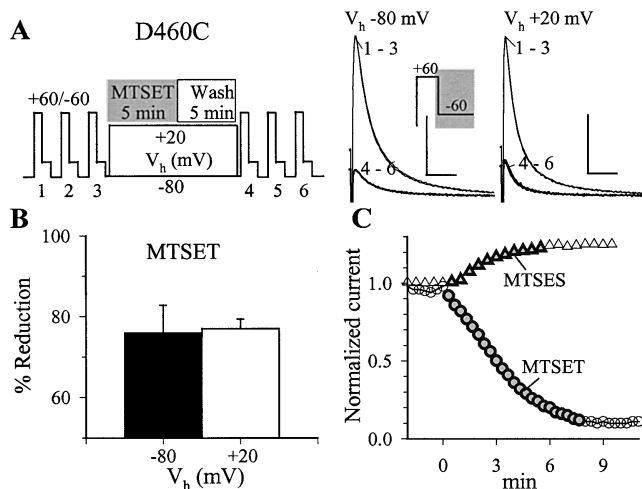 A
D460C
+60/-60
MTSET
5 min
Wash
5 min
+20
Vh (mV)
-80
1 2 3
4 5 6
Vh -80 mV
1 - 3
+60
-60
4 - 6
Vh +20 mV
1 - 3
4 - 6
B
MTSET
% Reduction
100
80
60
-80
+20
Vh (mV)
C
Normalized current
1.0
0.5
0.0
MTSES
MTSET
0 3 6 9
min